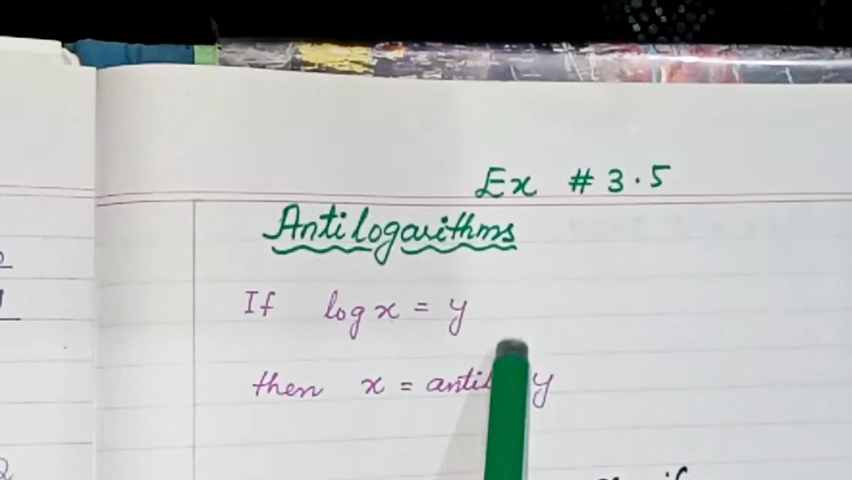 Ex # 3.5
Antilogarithms
If log x = y
then x = anti y